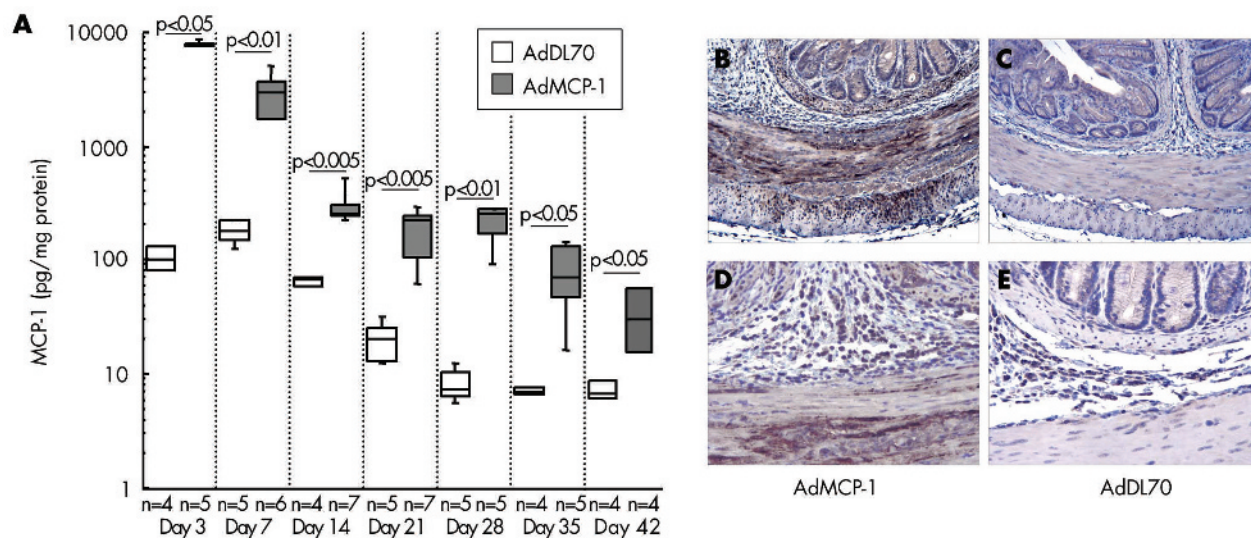 A
MCP-1 (pg/mg protein)
10000
1000
100
10
1
p<0.05
p<0.01
p<0.005
p<0.005
p<0.01
p<0.05
p<0.05
AdDL70
AdMCP-1
n=4 n=5 n=5 n=6 n=4 n=7 n=5 n=7 n=5 n=5 n=4 n=5 n=4 n=4
Day 3 Day 7 Day 14 Day 21 Day 28 Day 35 Day 42
B
C
D
E
AdMCP-1 AdDL70